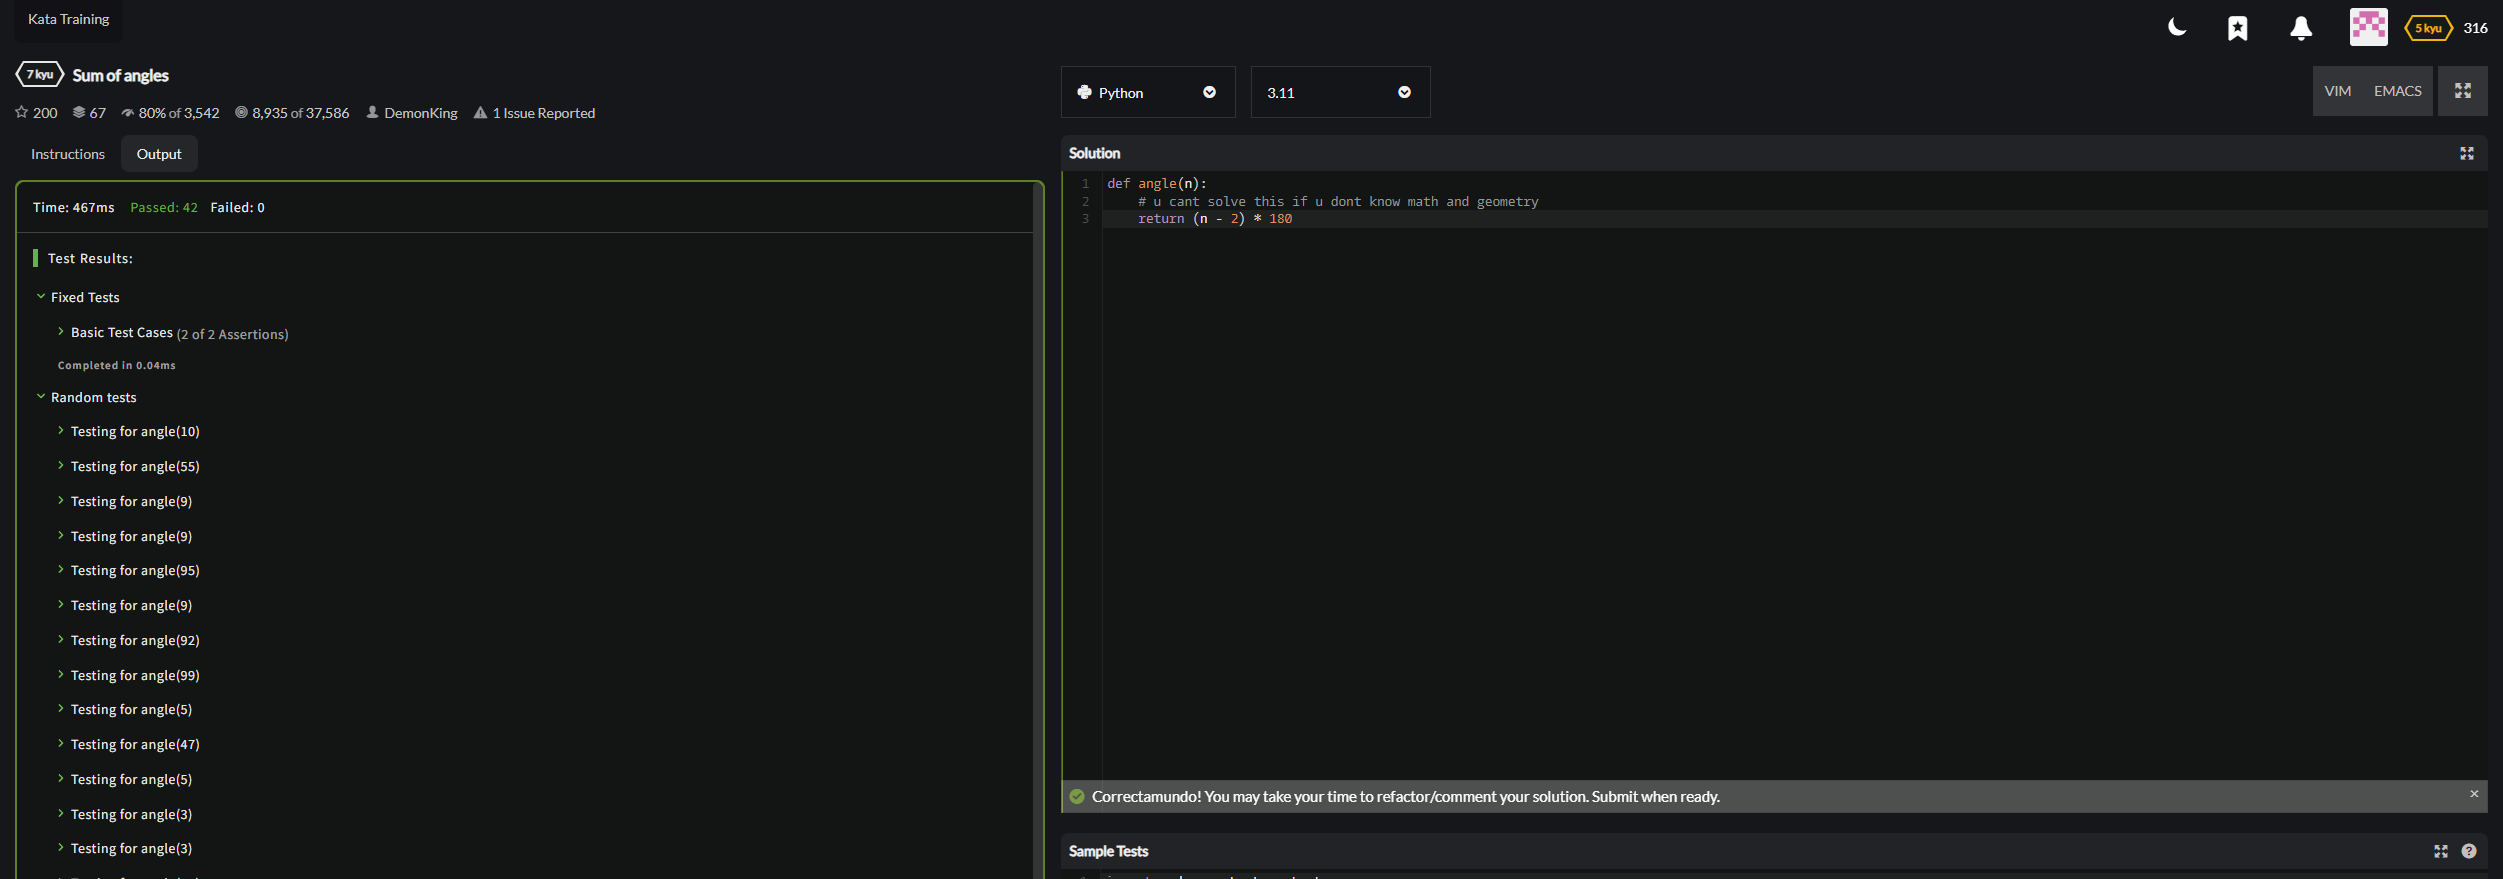 Kata Training
5 kyu 316
7 kyu Sum of angles
200 67 80% of 3,542 8,935 of 37,586 DemonKing 1 Issue Reported
Instructions Output
Time: 467ms Passed: 42 Failed: 0
Test Results:
Fixed Tests
Basic Test Cases (2 of 2 Assertions)
Completed in 0.04ms
Random tests
Testing for angle(10)
Testing for angle(55)
Testing for angle(9)
Testing for angle(9)
Testing for angle(95)
Testing for angle(9)
Testing for angle(92)
Testing for angle(99)
Testing for angle(5)
Testing for angle(47)
Testing for angle(5)
Testing for angle(3)
Testing for angle(3)
Python 3.11 VIM EMACS
Solution
1 def angle(n):
2 # u cant solve this if u dont know math and geometry
3 return (n - 2) * 180
Correctamundo! You may take your time to refactor/comment your solution. Submit when ready.
Sample Tests